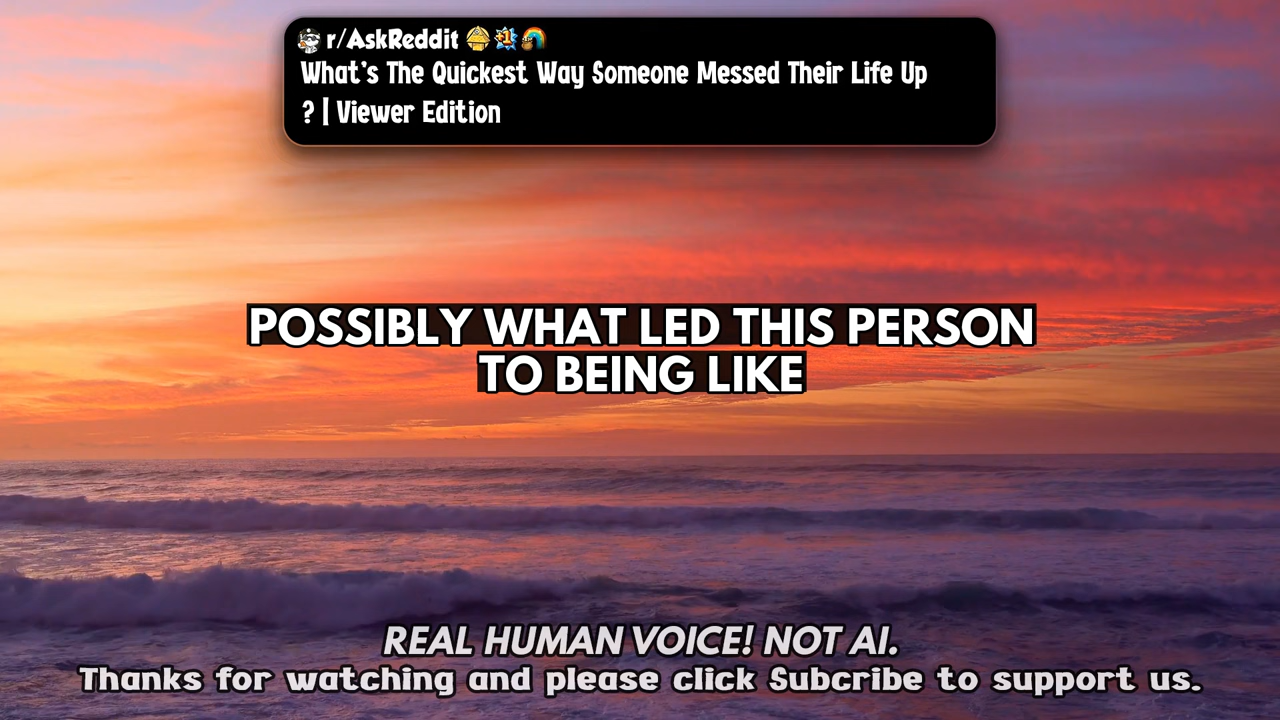 r/AskReddit
What's The Quickest Way Someone Messed Their Life Up
? | Viewer Edition
POSSIBLY WHAT LED THIS PERSON
TO BEING LIKE
REAL HUMAN VOICE! NOT AI.
Thanks for watching and please click Subcribe to support us.